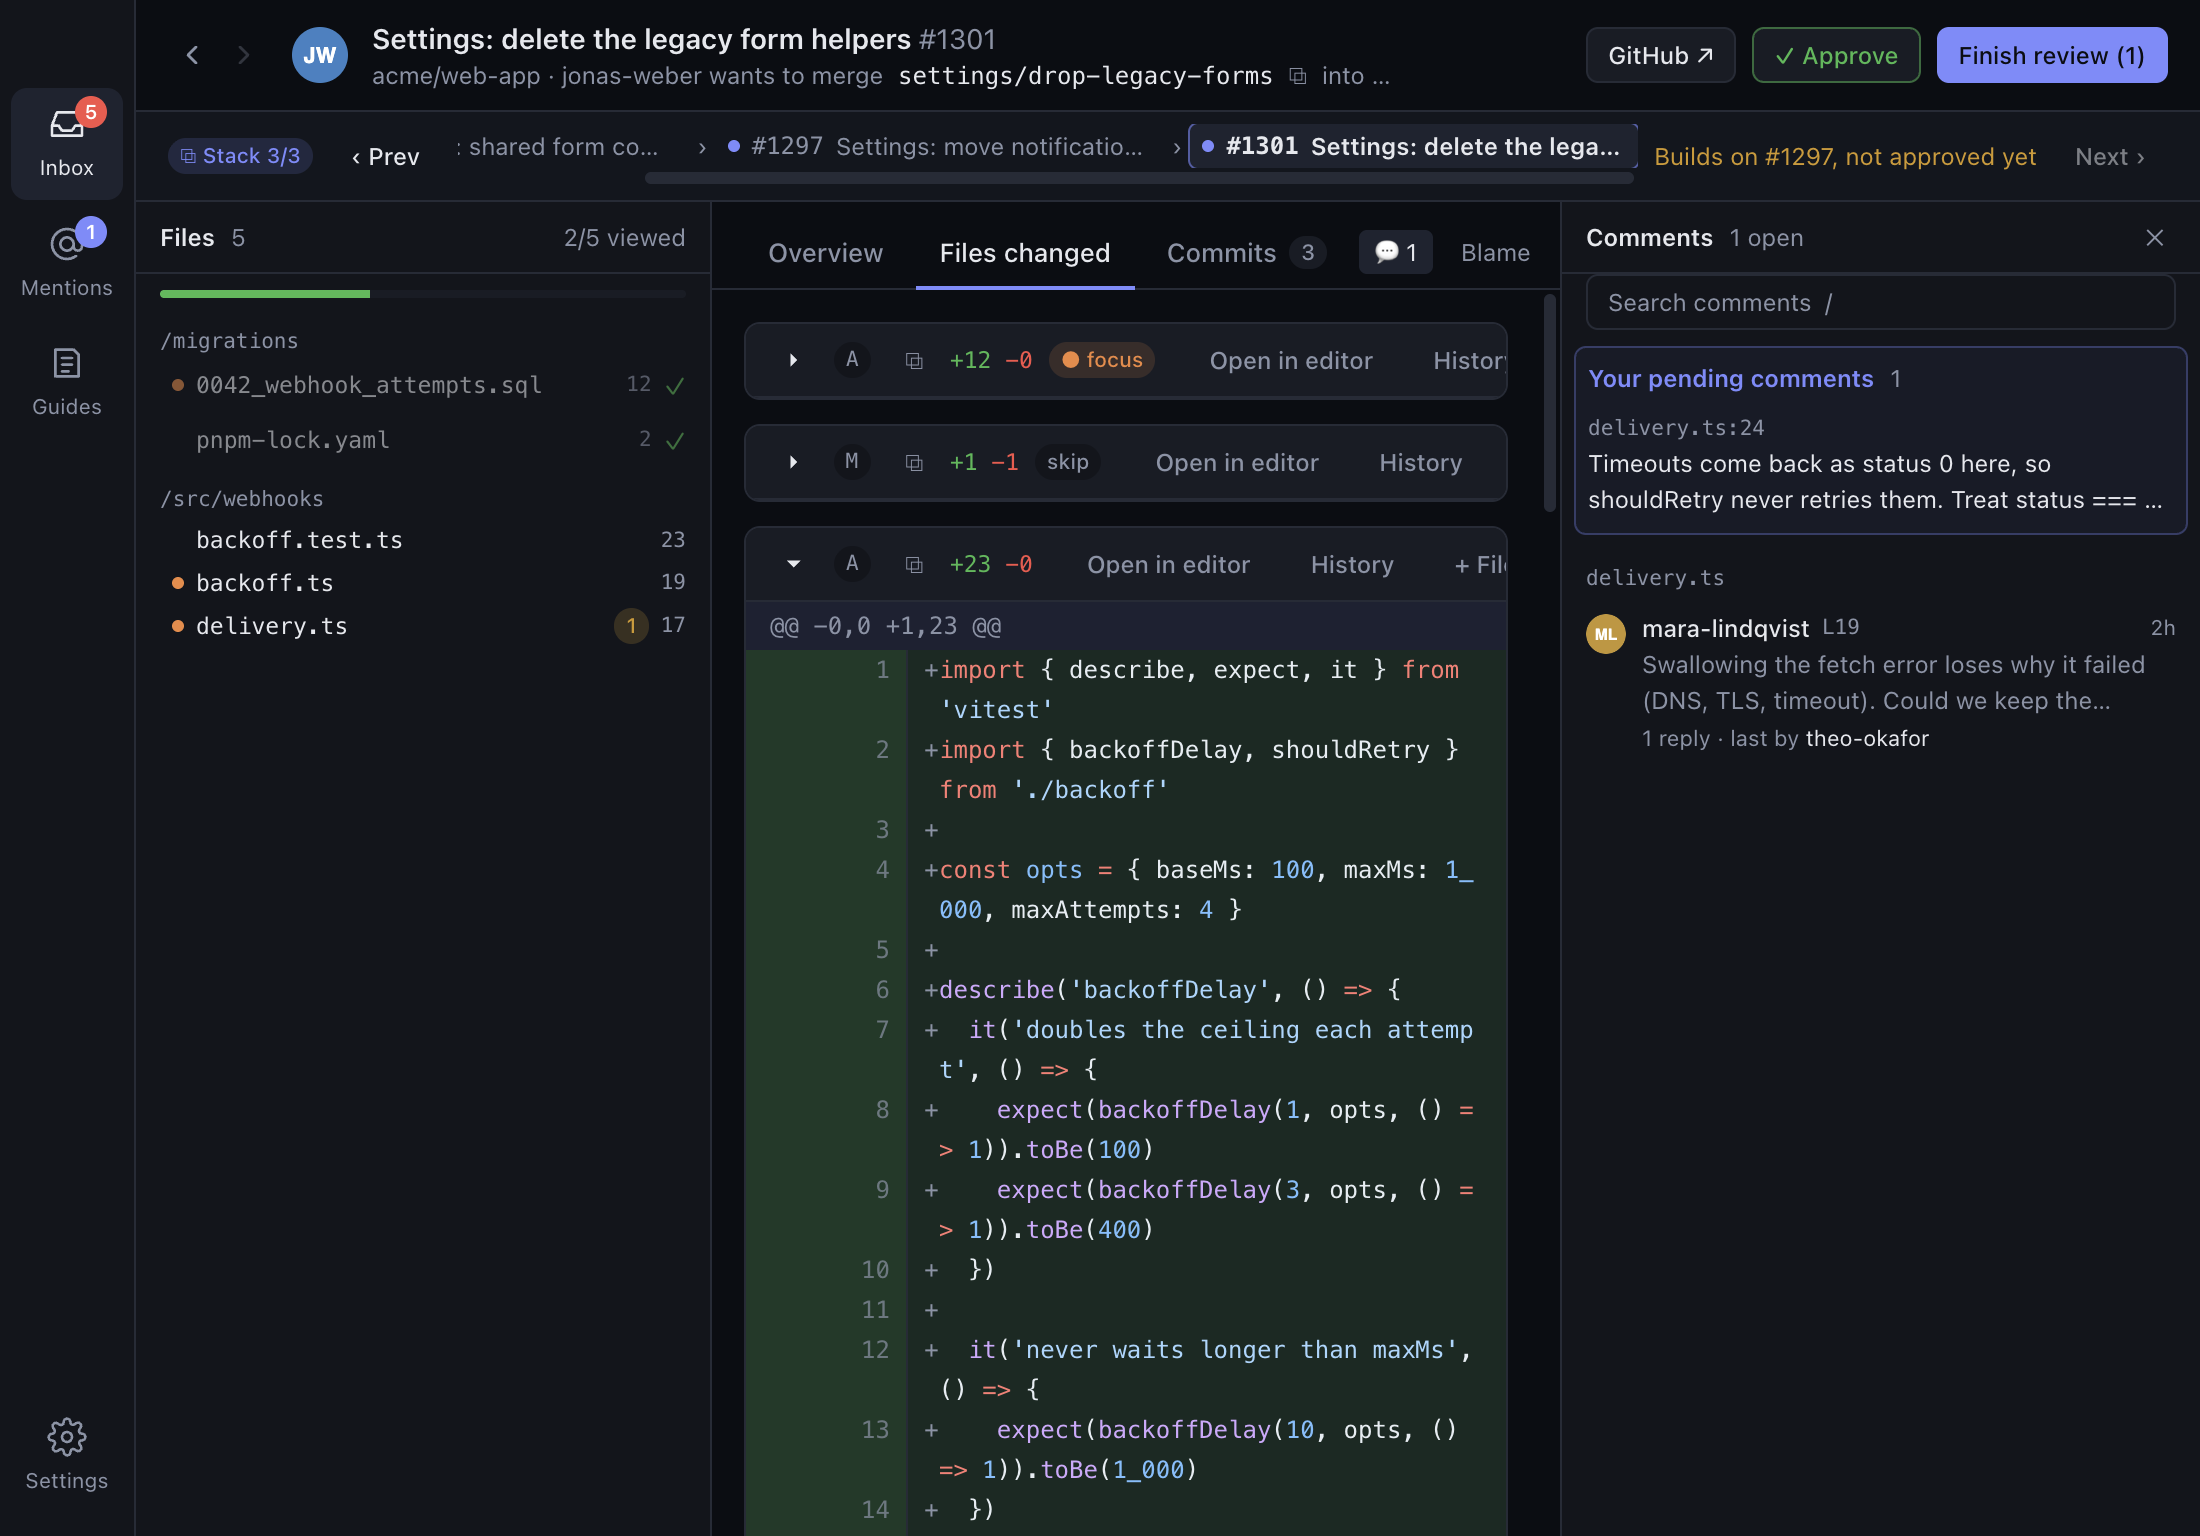 5
Inbox
1
Mentions
Guides
Settings
JW
Settings: delete the legacy form helpers #1301
acme/web-app · jonas-weber wants to merge settings/drop-legacy-forms into ...
GitHub ↗
✓ Approve
Finish review (1)
Stack 3/3
‹ Prev
: shared form co...
›
#1297 Settings: move notificatio...
›
#1301 Settings: delete the lega...
Builds on #1297, not approved yet
Next ›
Files 5
2/5 viewed
/migrations
0042_webhook_attempts.sql 12 ✓
pnpm-lock.yaml 2 ✓
/src/webhooks
backoff.test.ts 23
backoff.ts 19
delivery.ts 1 17
Overview
Files changed
Commits 3
💬 1
Blame
A +12 −0 focus Open in editor History
M +1 −1 skip Open in editor History
A +23 −0 Open in editor History + File
@@ −0,0 +1,23 @@
1 +import { describe, expect, it } from
'vitest'
2 +import { backoffDelay, shouldRetry }
from './backoff'
3 +
4 +const opts = { baseMs: 100, maxMs: 1_
000, maxAttempts: 4 }
5 +
6 +describe('backoffDelay', () => {
7 +  it('doubles the ceiling each attemp
t', () => {
8 +    expect(backoffDelay(1, opts, () =
> 1)).toBe(100)
9 +    expect(backoffDelay(3, opts, () =
> 1)).toBe(400)
10 +  })
11 +
12 +  it('never waits longer than maxMs',
() => {
13 +    expect(backoffDelay(10, opts, ()
=> 1)).toBe(1_000)
14 +  })
Comments 1 open
Search comments /
Your pending comments 1
delivery.ts:24
Timeouts come back as status 0 here, so
shouldRetry never retries them. Treat status === ...
delivery.ts
ML
mara-lindqvist L19 2h
Swallowing the fetch error loses why it failed
(DNS, TLS, timeout). Could we keep the...
1 reply · last by theo-okafor